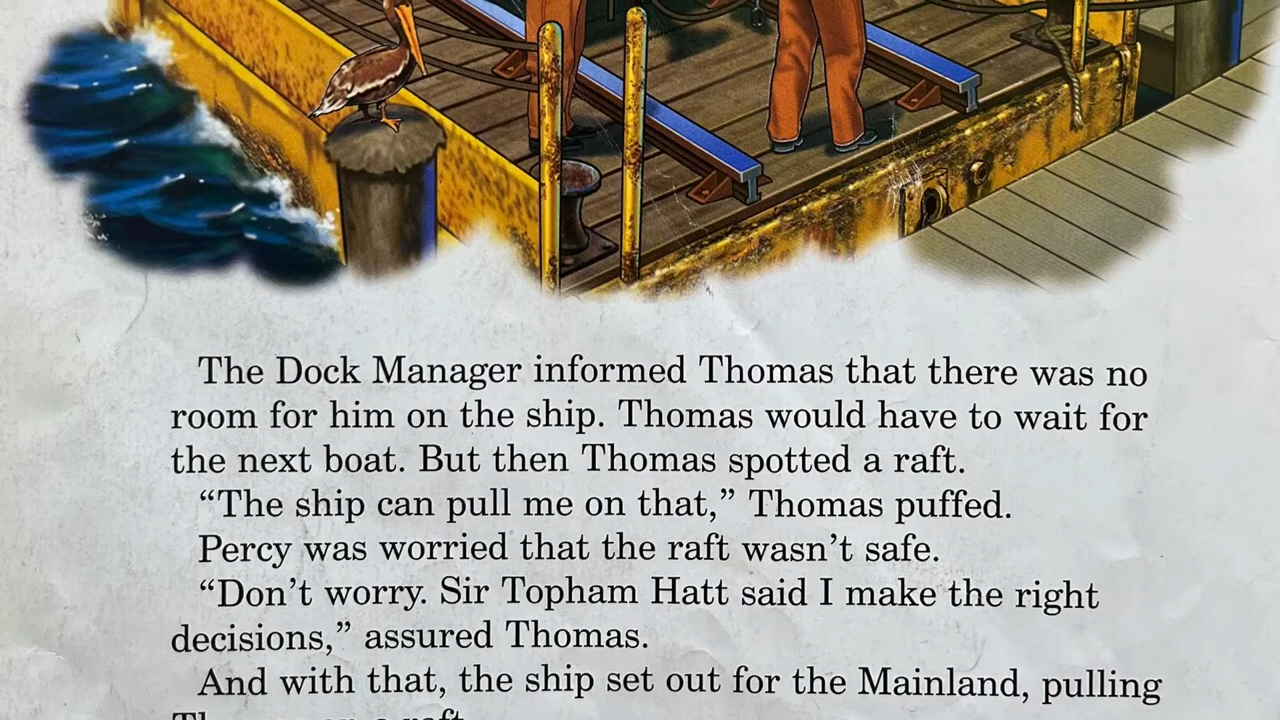 The Dock Manager informed Thomas that there was no
room for him on the ship. Thomas would have to wait for
the next boat. But then Thomas spotted a raft.
“The ship can pull me on that,” Thomas puffed.
Percy was worried that the raft wasn’t safe.
“Don’t worry. Sir Topham Hatt said I make the right
decisions,” assured Thomas.
And with that, the ship set out for the Mainland, pulling
raft